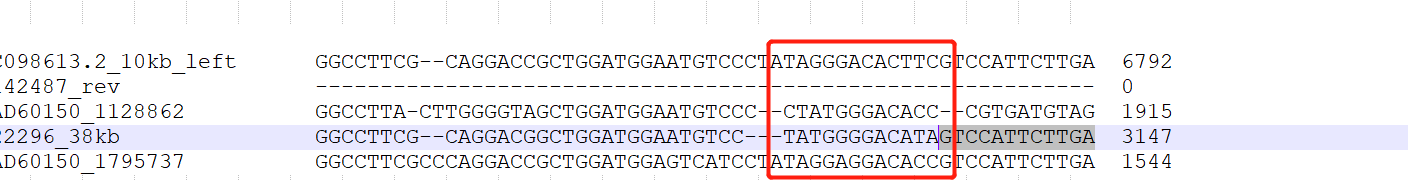 C098613.2_10kb_left GGCCTTCG--CAGGACCGCTGGATGGAATGTCCCTATAGGGACACTTCGTCCATTCTTGA 6792
142487_rev ------------------------------------------------------------ 0
AD60150_1128862 GGCCTTA-CTTGGGGTAGCTGGATGGAATGTCCC--CTATGGGACACC--CGTGATGTAG 1915
22296_38kb GGCCTTCG--CAGGACGGCTGGATGGAATGTCC---TATGGGGACATAGTCCATTCTTGA 3147
AD60150_1795737 GGCCTTCGCCCAGGACCGCTGGATGGAGTCATCCTATAGGAGGACACCGTCCATTCTTGA 1544